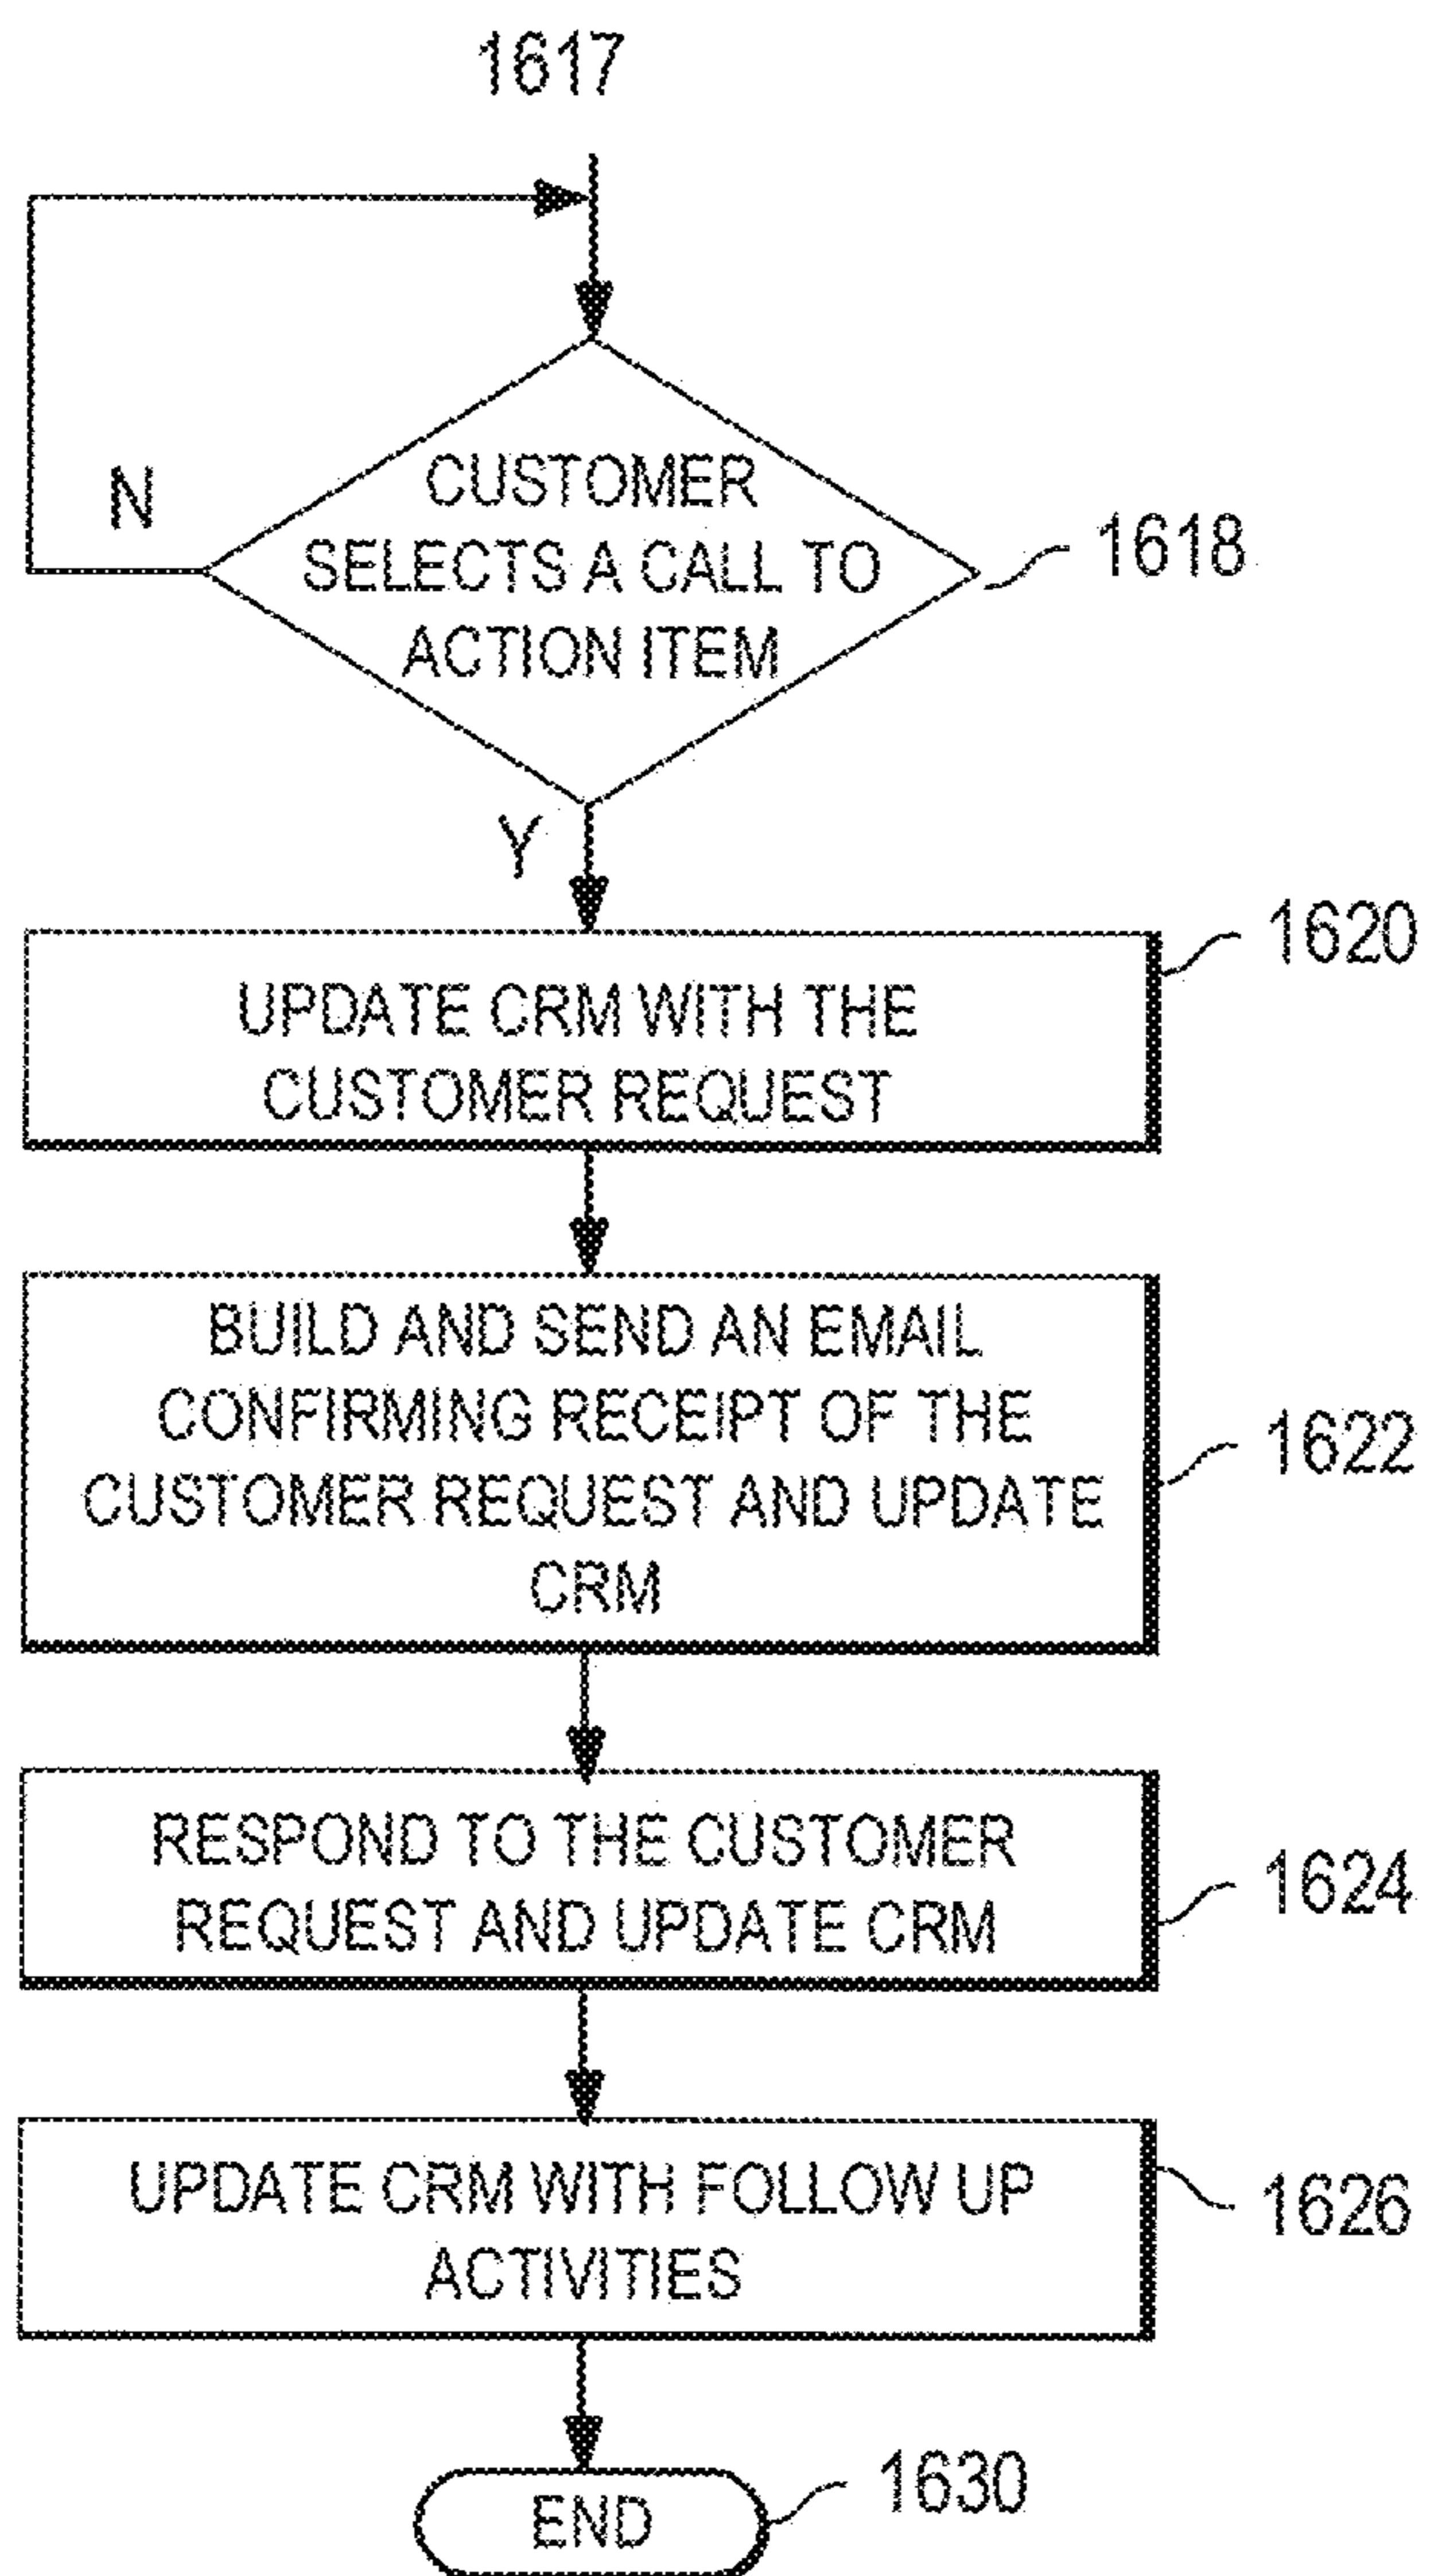 1617
N
CUSTOMER
SELECTS A CALL TO
ACTION ITEM
1618
Y
1620
UPDATE CRM WITH THE
CUSTOMER REQUEST
BUILD AND SEND AN EMAIL
CONFIRMING RECEIPT OF THE
CUSTOMER REQUEST AND UPDATE
CRM
1622
RESPOND TO THE CUSTOMER
REQUEST AND UPDATE CRM
1624
UPDATE CRM WITH FOLLOW UP
ACTIVITIES
1626
END
1630